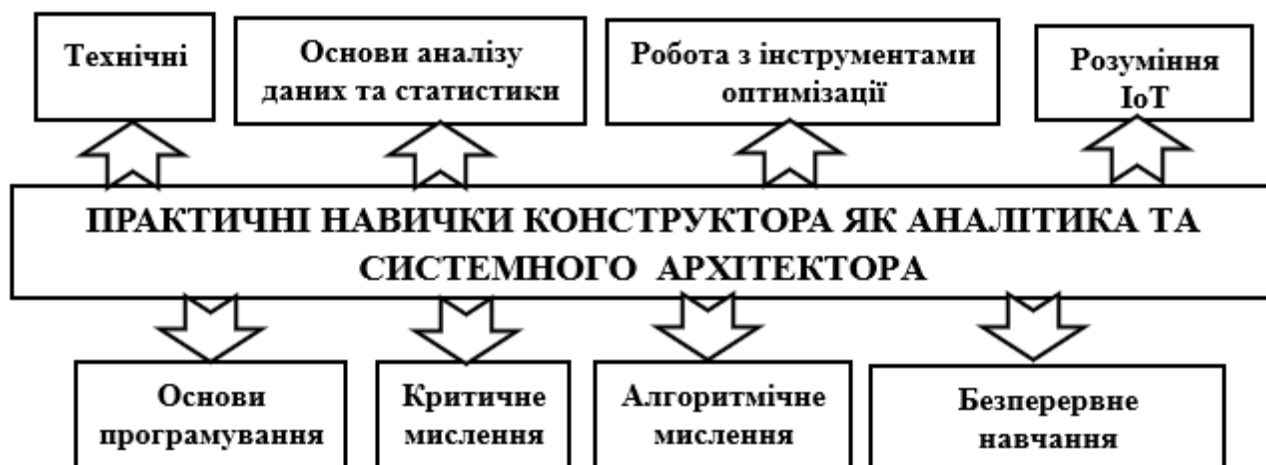 Технічні
Основи аналізу
даних та статистики
Робота з інструментами
оптимізації
Розуміння
IoT
ПРАКТИЧНІ НАВИЧКИ КОНСТРУКТОРА ЯК АНАЛІТИКА ТА
СИСТЕМНОГО АРХІТЕКТОРА
Основи
програмування
Критичне
мислення
Алгоритмічне
мислення
Безперервне
навчання